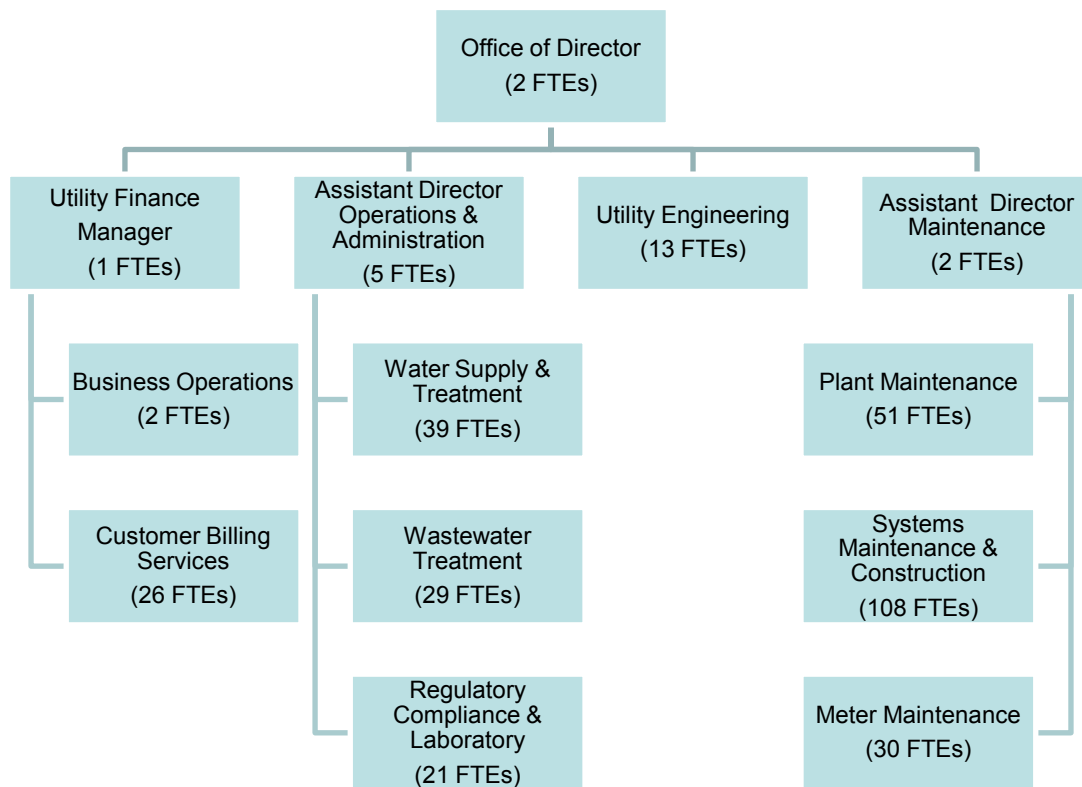 Office of Director
(2 FTEs)
Utility Finance
Manager
(1 FTEs)
Assistant Director
Operations &
Administration
(5 FTEs)
Utility Engineering
(13 FTEs)
Assistant  Director
Maintenance
(2 FTEs)
Business Operations
(2 FTEs)
Customer Billing
Services
(26 FTEs)
Water Supply &
Treatment
(39 FTEs)
Wastewater
Treatment
(29 FTEs)
Regulatory
Compliance &
Laboratory
(21 FTEs)
Plant Maintenance
(51 FTEs)
Systems
Maintenance &
Construction
(108 FTEs)
Meter Maintenance
(30 FTEs)